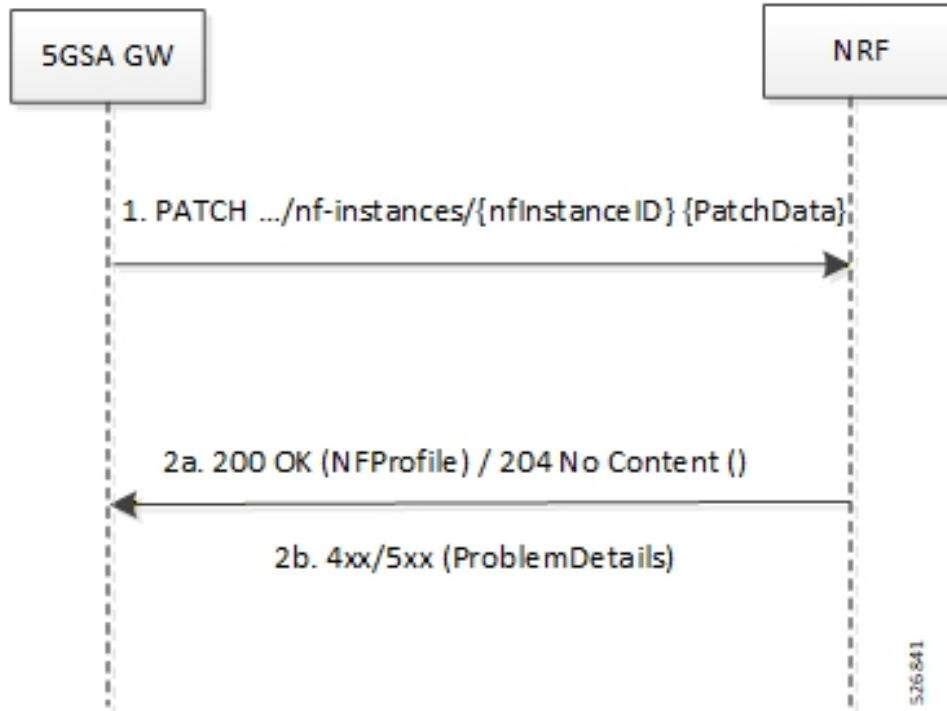 5GSA GW
NRF
1. PATCH .../nf-instances/{nfInstanceID} {PatchData}
2a. 200 OK (NFProfile) / 204 No Content ()
2b. 4xx/5xx (ProblemDetails)
526841